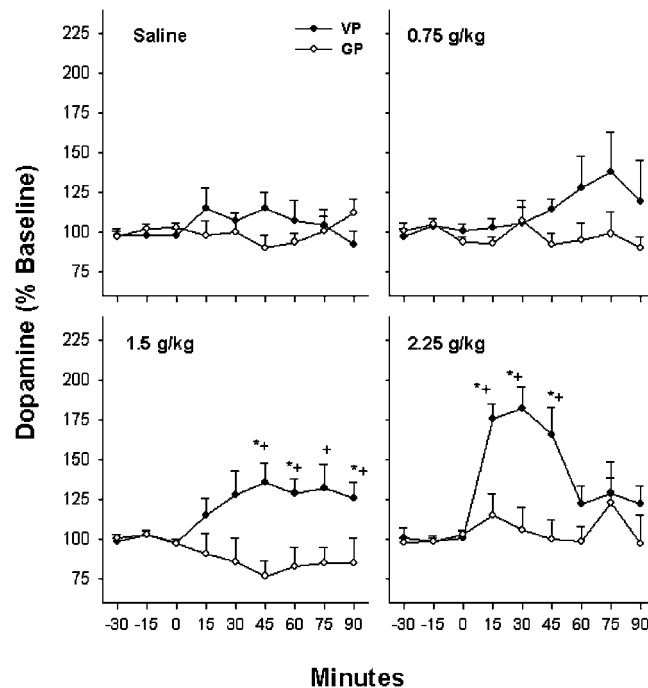 Saline
VP
GP
0.75 g/kg
225
200
175
150
125
100
75
Dopamine (% Baseline)
1.5 g/kg
2.25 g/kg
225
200
175
150
125
100
75
*+
*+
+
*+
*+
*+
*+
-30 -15 0 15 30 45 60 75 90
-30 -15 0 15 30 45 60 75 90
Minutes